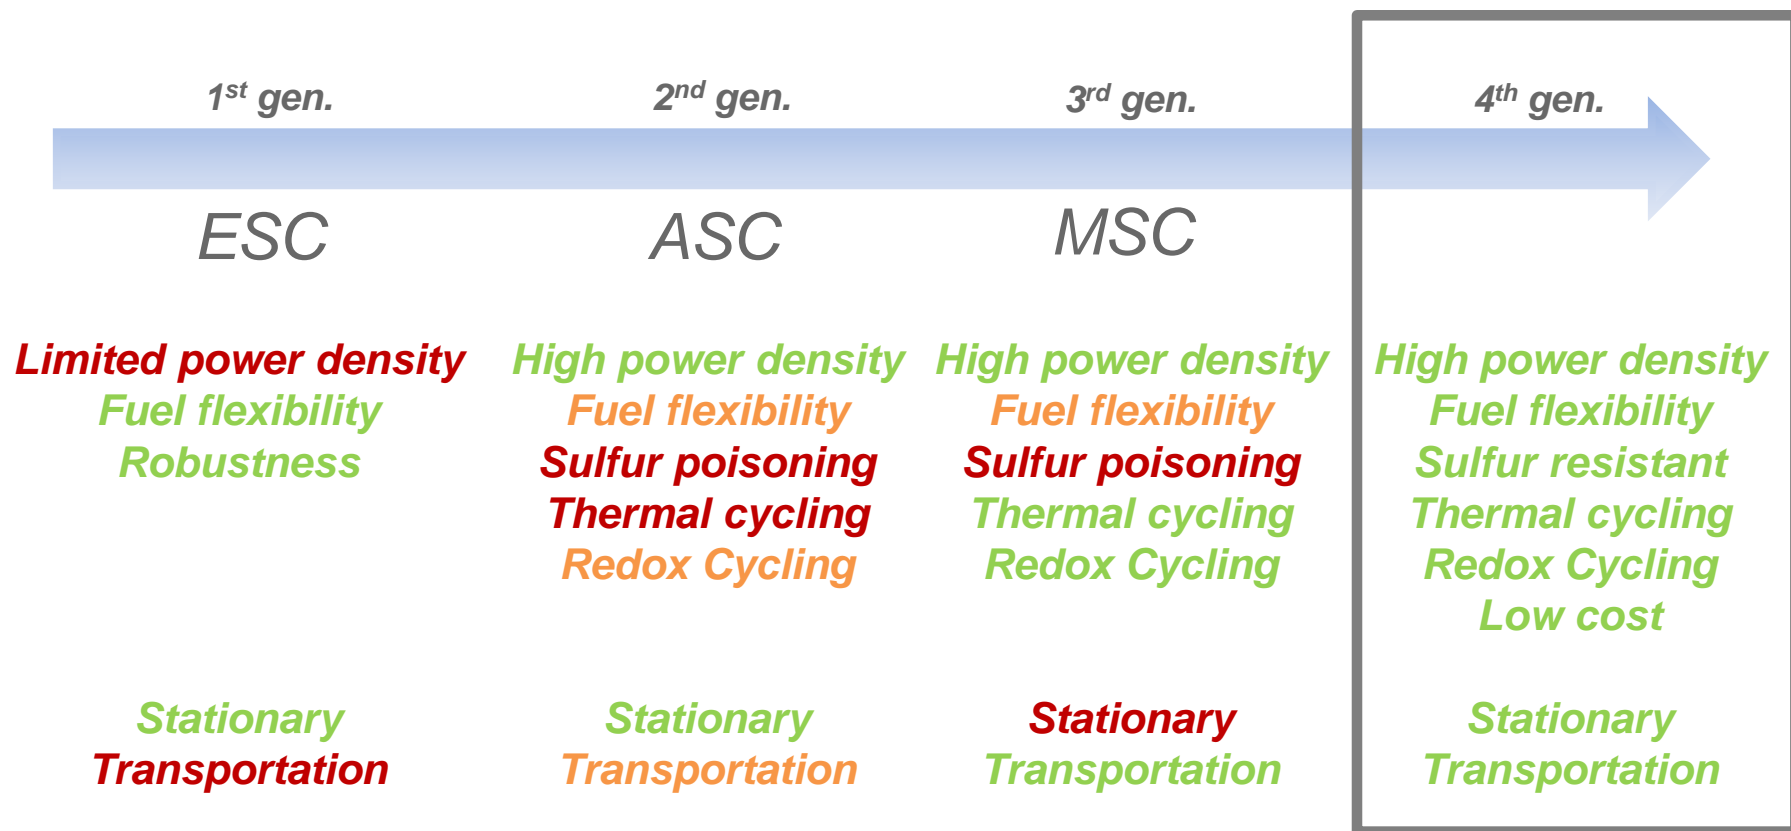 1st gen.
2nd gen.
3rd gen.
4th gen.
ESC
ASC
MSC
Limited power density
Fuel flexibility
Robustness
High power density
Fuel flexibility
Sulfur poisoning
Thermal cycling
Redox Cycling
High power density
Fuel flexibility
Sulfur poisoning
Thermal cycling
Redox Cycling
High power density
Fuel flexibility
Sulfur resistant
Thermal cycling
Redox Cycling
Low cost
Stationary
Transportation
Stationary
Transportation
Stationary
Transportation
Stationary
Transportation